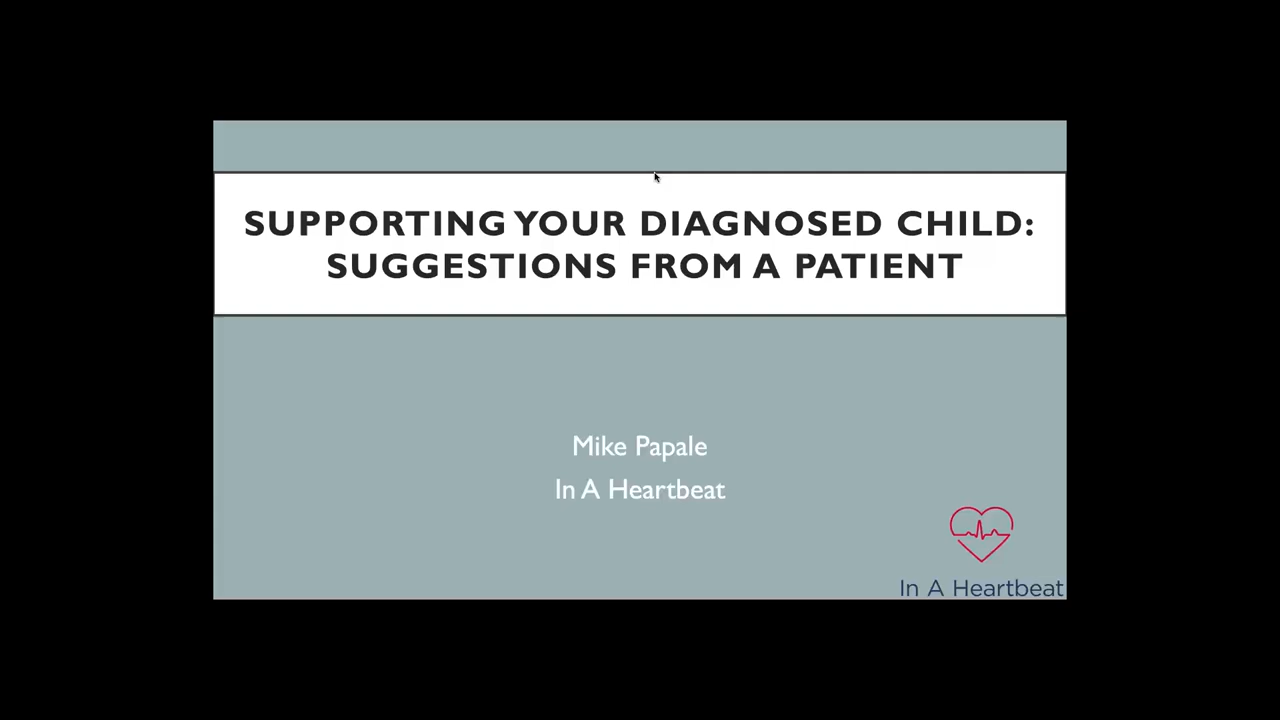 SUPPORTING YOUR DIAGNOSED CHILD:
SUGGESTIONS FROM A PATIENT
Mike Papale
In A Heartbeat
In A Heartbeat